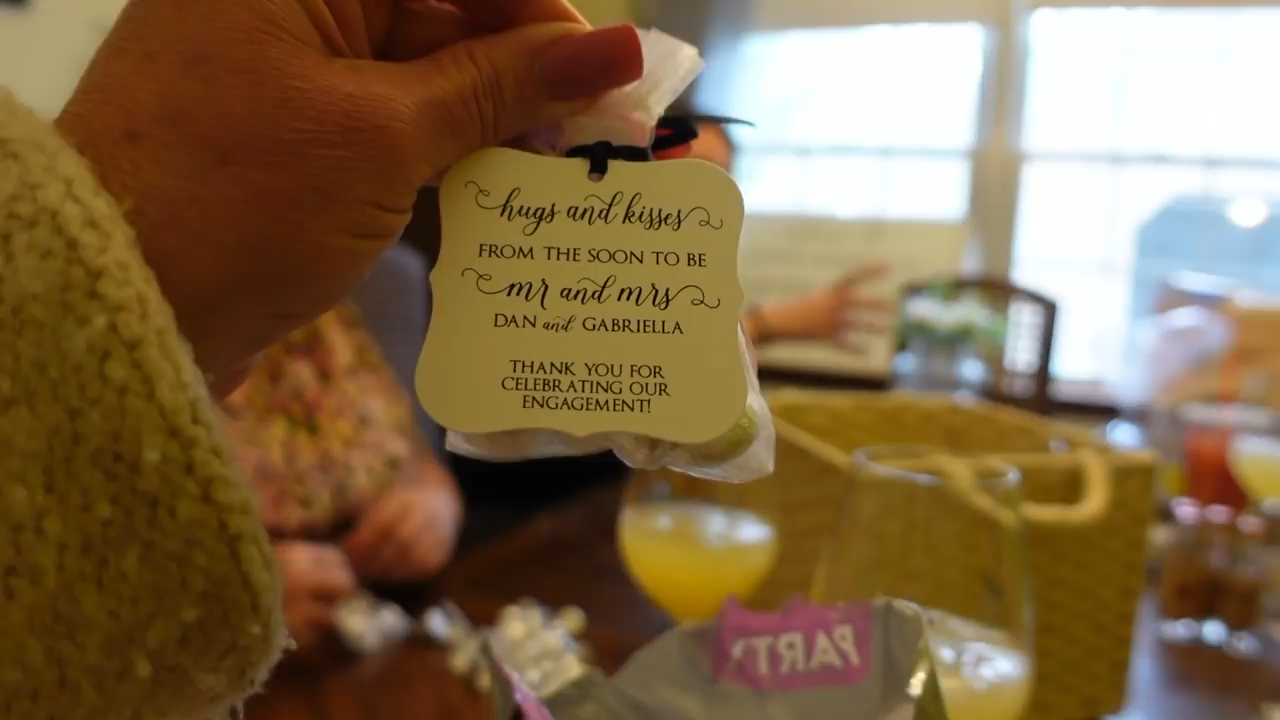 hugs and kisses
FROM THE SOON TO BE
mr and mrs
DAN and GABRIELLA
THANK YOU FOR
CELEBRATING OUR
ENGAGEMENT!
PARTY